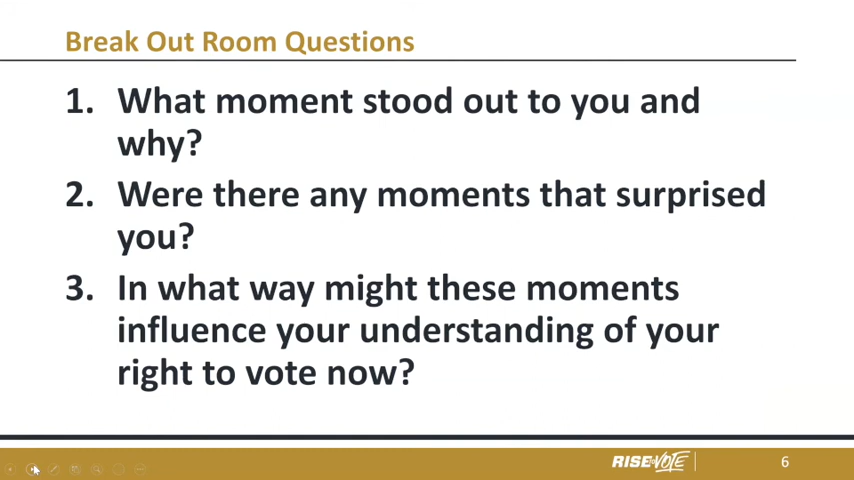 Break Out Room Questions
1. What moment stood out to you and
why?
2. Were there any moments that surprised
you?
3. In what way might these moments
influence your understanding of your
right to vote now?
RISE to VOTE
6